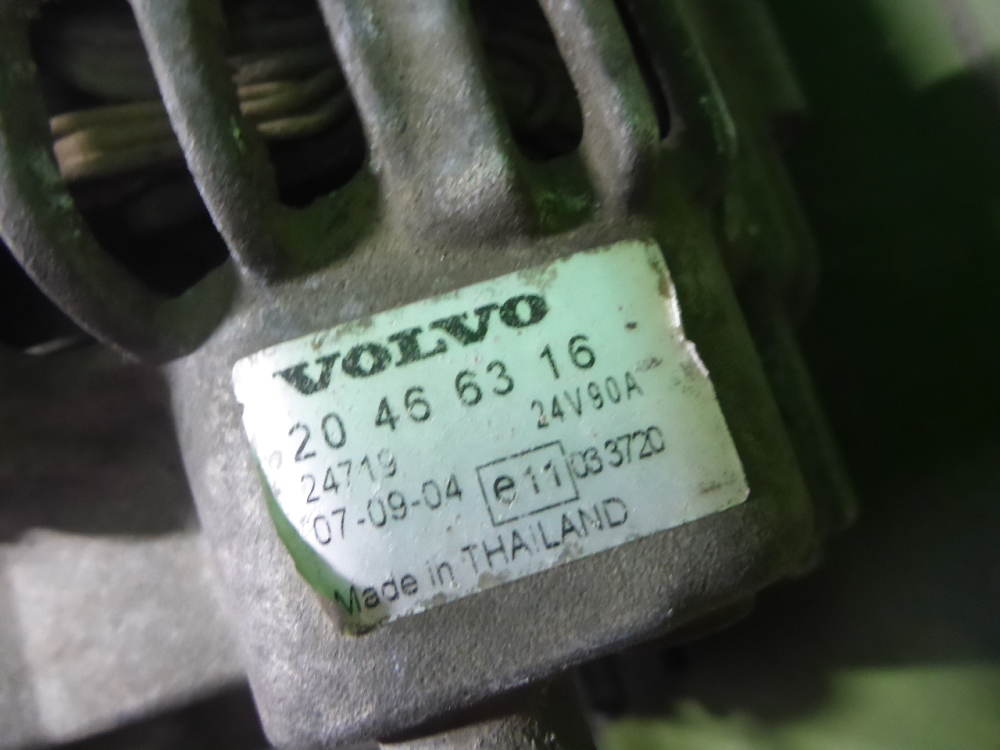 VOLVO
20 46 63 16
24719 24V90A
07-09-04 e11 033720
Made in THAILAND